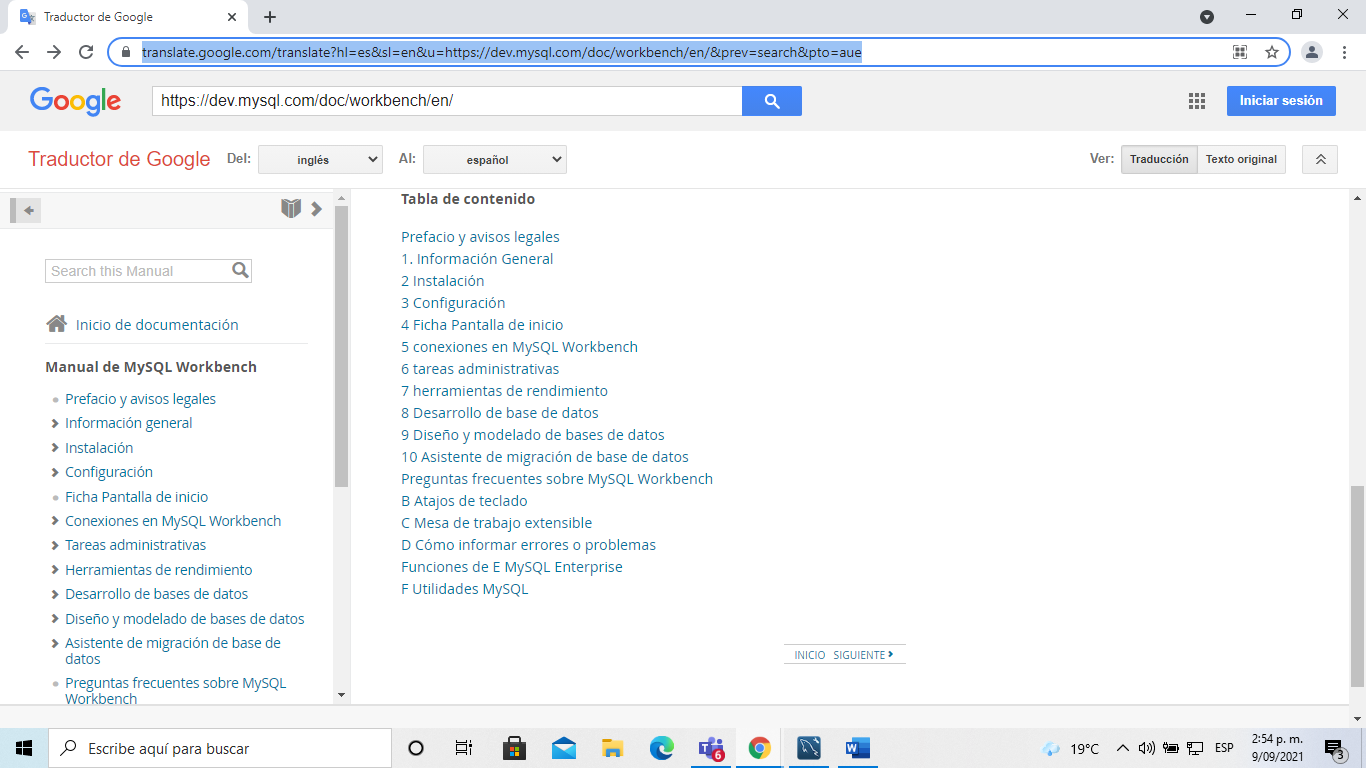 Traductor de Google
translate.google.com/translate?hl=es&sl=en&u=https://dev.mysql.com/doc/workbench/en/&prev=search&pto=aue
Google
https://dev.mysql.com/doc/workbench/en/
Iniciar sesión
Traductor de Google
Del:
inglés
Al:
español
Ver:
Traducción
Texto original
Search this Manual
Inicio de documentación
Manual de MySQL Workbench
Prefacio y avisos legales
Información general
Instalación
Configuración
Ficha Pantalla de inicio
Conexiones en MySQL Workbench
Tareas administrativas
Herramientas de rendimiento
Desarrollo de bases de datos
Diseño y modelado de bases de datos
Asistente de migración de base de
datos
Preguntas frecuentes sobre MySQL
Workbench
Tabla de contenido
Prefacio y avisos legales
1. Información General
2 Instalación
3 Configuración
4 Ficha Pantalla de inicio
5 conexiones en MySQL Workbench
6 tareas administrativas
7 herramientas de rendimiento
8 Desarrollo de base de datos
9 Diseño y modelado de bases de datos
10 Asistente de migración de base de datos
Preguntas frecuentes sobre MySQL Workbench
B Atajos de teclado
C Mesa de trabajo extensible
D Cómo informar errores o problemas
Funciones de E MySQL Enterprise
F Utilidades MySQL
INICIO SIGUIENTE
Escribe aquí para buscar
6
W
19°C
ESP
2:54 p. m.
9/09/2021
3